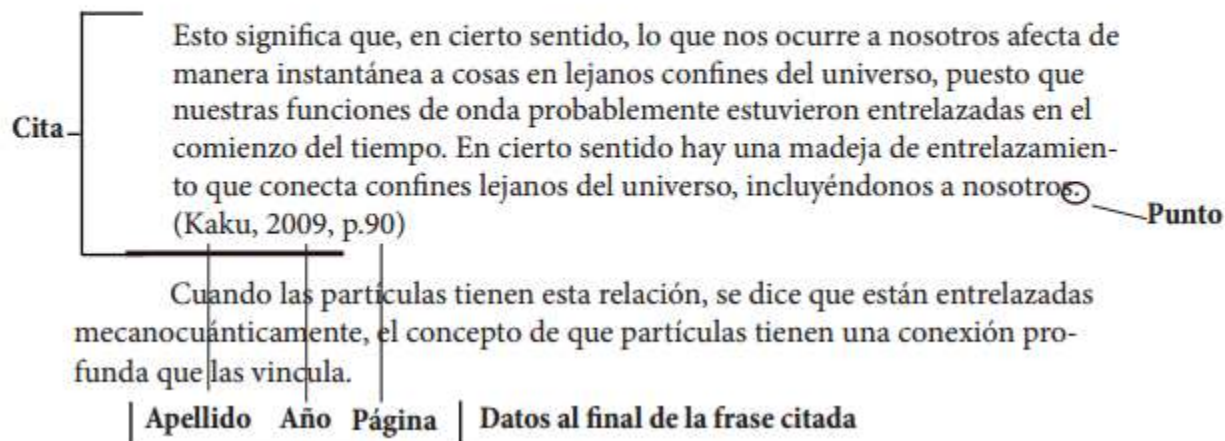 Esto significa que, en cierto sentido, lo que nos ocurre a nosotros afecta de
manera instantánea a cosas en lejanos confines del universo, puesto que
nuestras funciones de onda probablemente estuvieron entrelazadas en el
Cita
comienzo del tiempo. En cierto sentido hay una madeja de entrelazamien-
to que conecta confines lejanos del universo, incluyéndonos a nosotros.
(Kaku, 2009, p.90)
Punto
Cuando las partículas tienen esta relación, se dice que están entrelazadas
mecanocuánticamente, el concepto de que partículas tienen una conexión pro-
funda que las vincula.
Apellido Año Página Datos al final de la frase citada